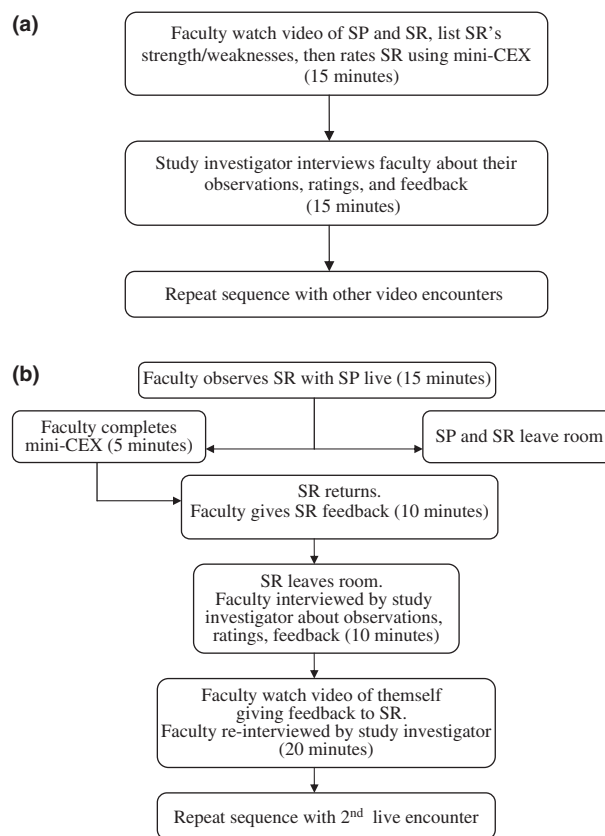 (a)
Faculty watch video of SP and SR, list SR's
strength/weaknesses, then rates SR using mini-CEX
(15 minutes)
Study investigator interviews faculty about their
observations, ratings, and feedback
(15 minutes)
Repeat sequence with other video encounters
(b)
Faculty observes SR with SP live (15 minutes)
Faculty completes
mini-CEX (5 minutes)
SP and SR leave room
SR returns.
Faculty gives SR feedback (10 minutes)
SR leaves room.
Faculty interviewed by study
investigator about observations,
ratings, feedback (10 minutes)
Faculty watch video of themself
giving feedback to SR.
Faculty re-interviewed by study investigator
(20 minutes)
Repeat sequence with 2nd live encounter